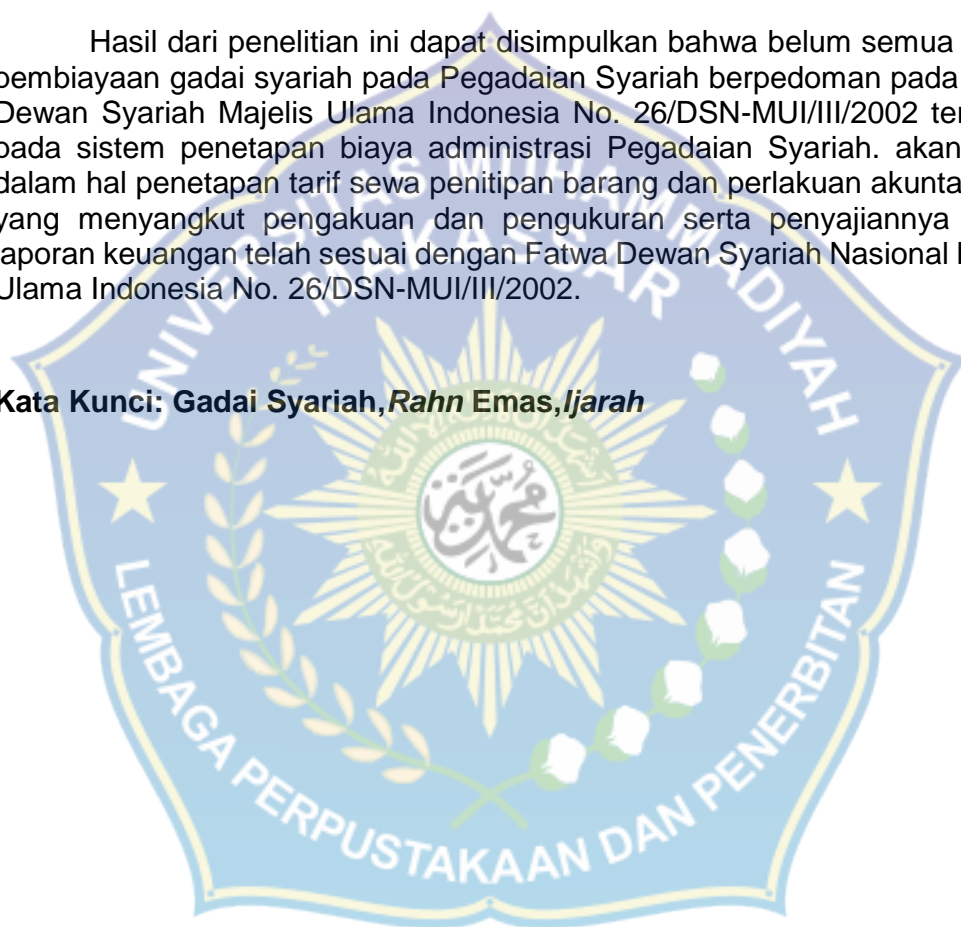 Hasil dari penelitian ini dapat disimpulkan bahwa belum semua
pembiayaan gadai syariah pada Pegadaian Syariah berpedoman pada
Dewan Syariah Majelis Ulama Indonesia No. 26/DSN-MUI/III/2002
pada sistem penetapan biaya administrasi Pegadaian Syariah. akan
dalam hal penetapan tarif sewa penitipan barang dan perlakuan
yang menyangkut pengakuan dan pengukuran serta penyajiannya
laporan keuangan telah sesuai dengan Fatwa Dewan Syariah Nasional
Ulama Indonesia No. 26/DSN-MUI/III/2002.
Kata Kunci: Gadai Syariah,Rahn Emas,Ijarah
UNIVERSITAS MUHAMMADIYAH
MAKASSAR
محمدية
LEMBAGA PERPUSTAKAAN DAN PENERBITAN